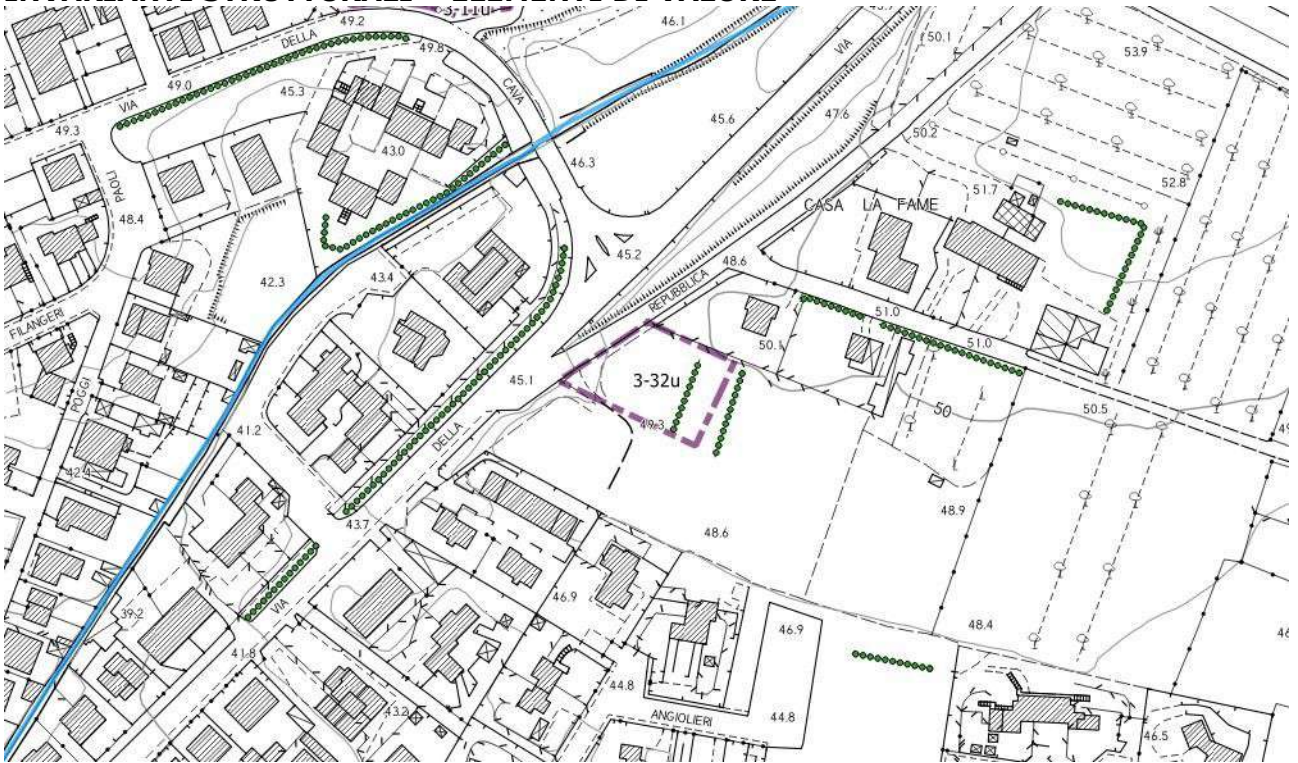 INVARIANTI STRUTTURALI – ELEMENTI DI VALORE
49.2
DELLA
49.8
46.1
VIA
50.1
53.9
VIA
49.0
45.3
CAVA
45.6
47.6
50.2
49.3
43.0
46.3
PAOLI
48.4
51.7
52.8
CASA LA FAME
42.3
43.4
45.2
48.6
REPUBBLICA
51.0
51.0
FILANGERI
50.1
45.1
3-32u
49.3
50
50.5
POGGI
41.2
DELLA
42.4
43.7
48.6
48.9
39.2
VIA
46.9
46.9
48.4
41.8
44.8
43.2
ANGIOLIERI
44.8
46.5